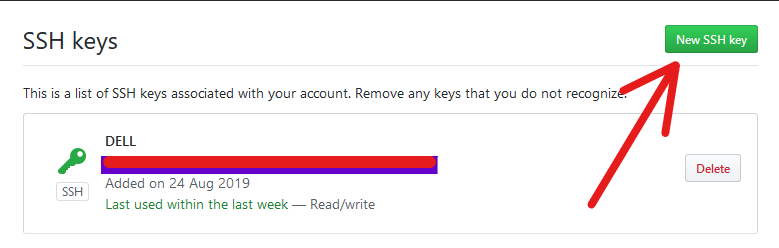 SSH keys
New SSH key
This is a list of SSH keys associated with your account. Remove any keys that you do not recognize.
DELL
SSH
Added on 24 Aug 2019
Last used within the last week — Read/write
Delete